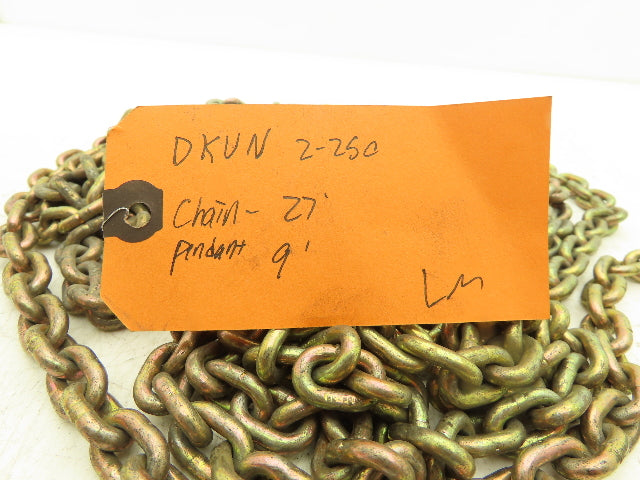 DKUN 2-250
Chain- 27'
Pendant 9'
LM